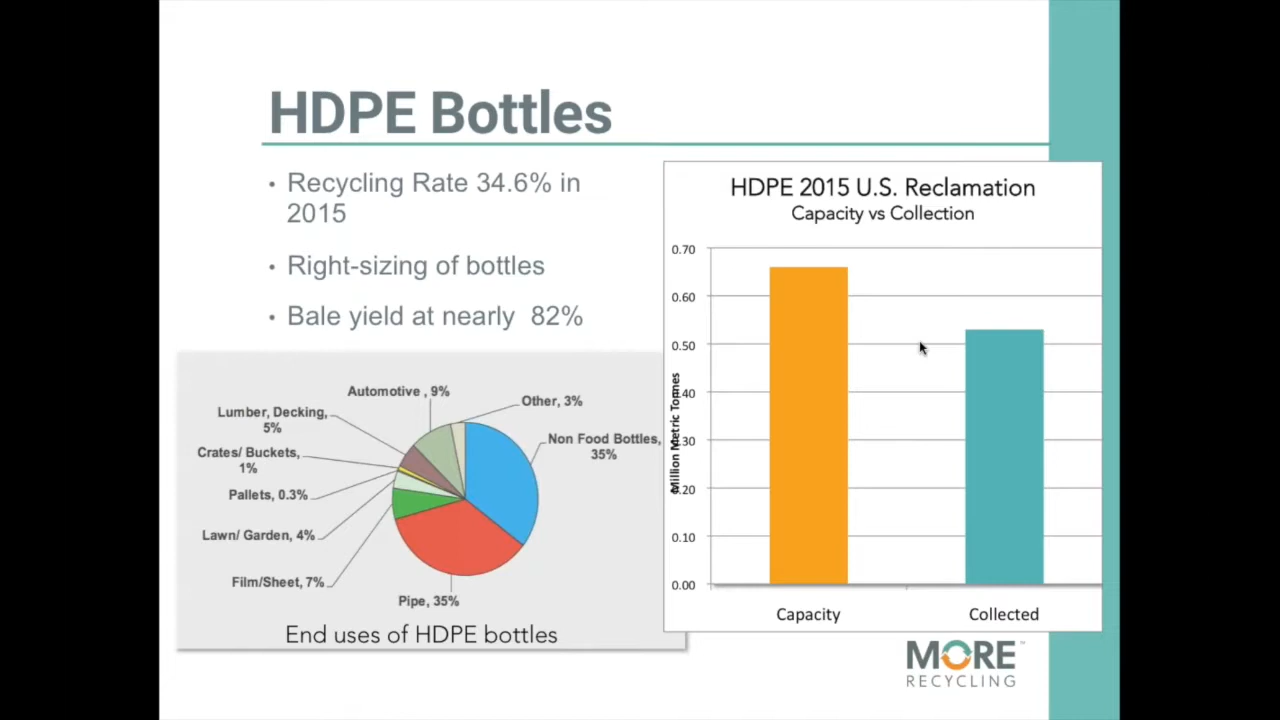 HDPE Bottles
• Recycling Rate 34.6% in
2015
• Right-sizing of bottles
• Bale yield at nearly 82%
Automotive , 9%
Other, 3%
Lumber, Decking,
5%
Non Food Bottles,
35%
Crates/ Buckets,
1%
Pallets, 0.3%
Lawn/ Garden, 4%
Film/Sheet, 7%
Pipe, 35%
End uses of HDPE bottles
HDPE 2015 U.S. Reclamation
Capacity vs Collection
0.70
0.60
0.50
0.40
0.30
0.20
0.10
0.00
Million Metric Tonnes
Capacity
Collected
MORE
RECYCLING